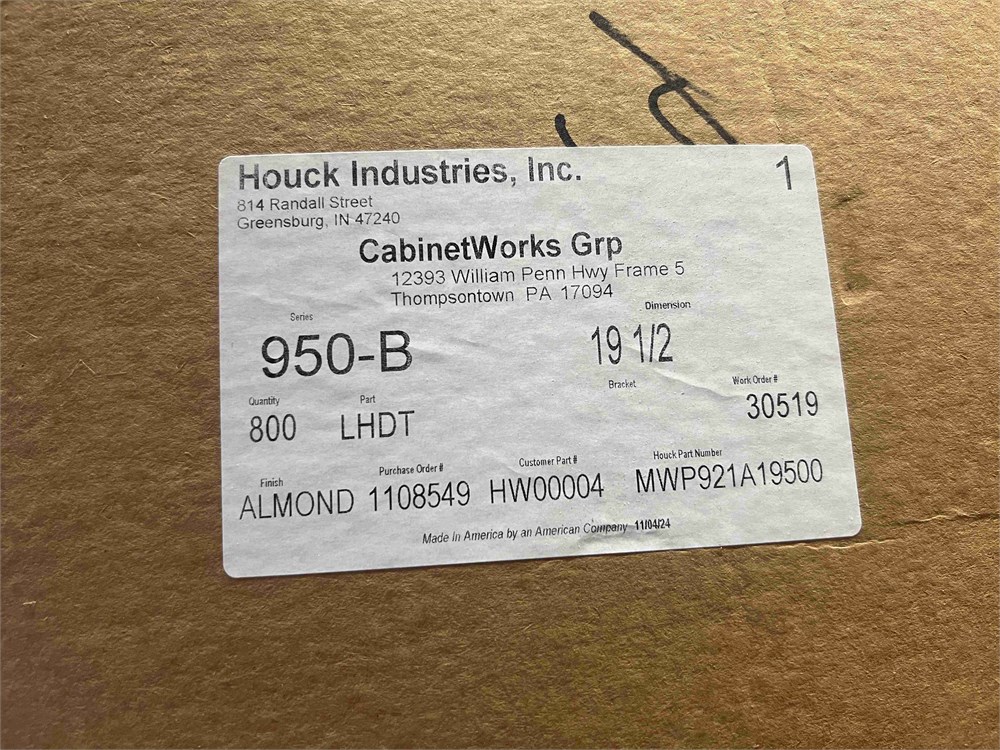 Houck Industries, Inc. 1
814 Randall Street
Greensburg, IN 47240
CabinetWorks Grp
12393 William Penn Hwy Frame 5
Thompsontown PA 17094
Series Dimension
950-B 19 1/2
Quantity Part Bracket Work Order #
800 LHDT 30519
Finish Purchase Order # Customer Part # Houck Part Number
ALMOND 1108549 HW00004 MWP921A19500
Made In America by an American Company 11/04/24